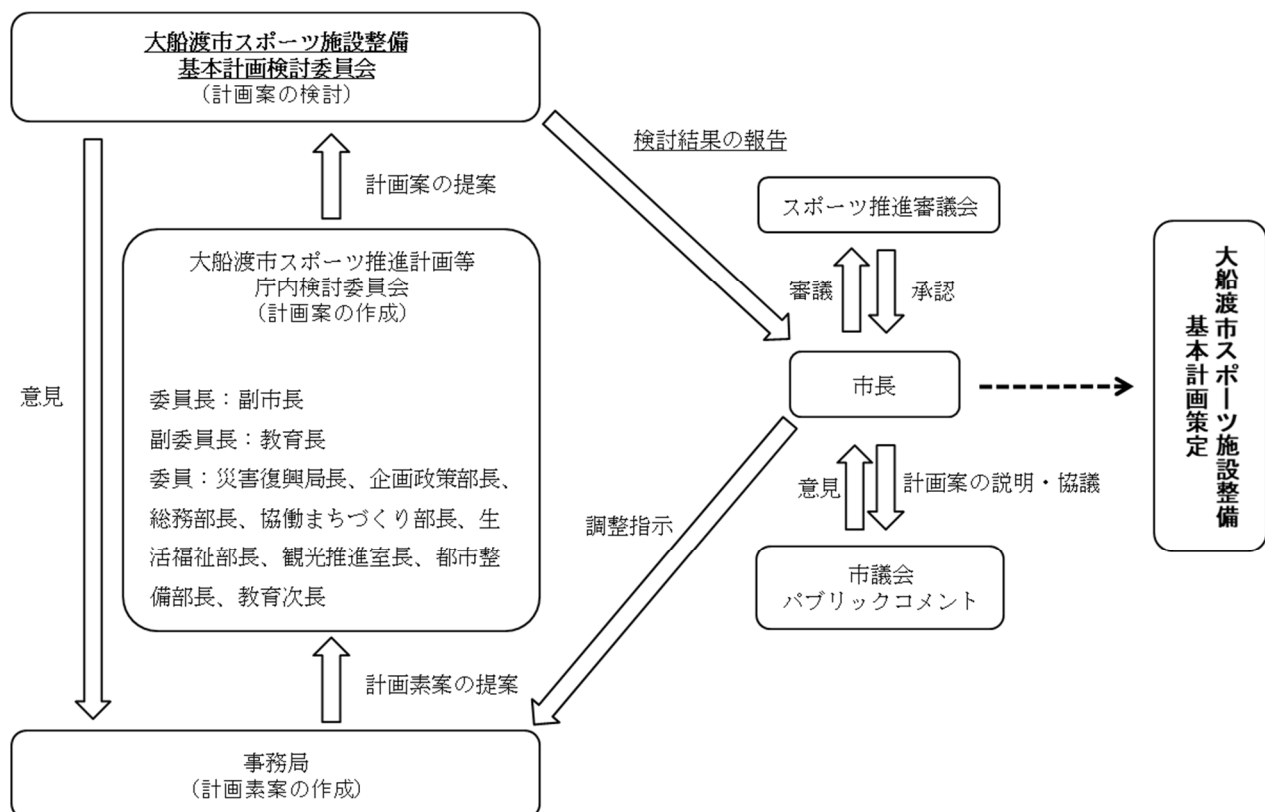 大船渡市スポーツ施設整備
基本計画検討委員会
(計画案の検討)
検討結果の報告
計画案の提案
スポーツ推進審議会
大船渡市スポーツ推進計画等
庁内検討委員会
(計画案の作成)
審議
承認
大船渡市スポーツ施設整備
基本計画策定
意見
委員長:副市長
副委員長:教育長
委員:災害復興局長、企画政策部長、
総務部長、協働まちづくり部長、生
活福祉部長、観光推進室長、都市整
備部長、教育次長
市長
意見
計画案の説明・協議
調整指示
市議会
パブリックコメント
計画素案の提案
事務局
(計画素案の作成)